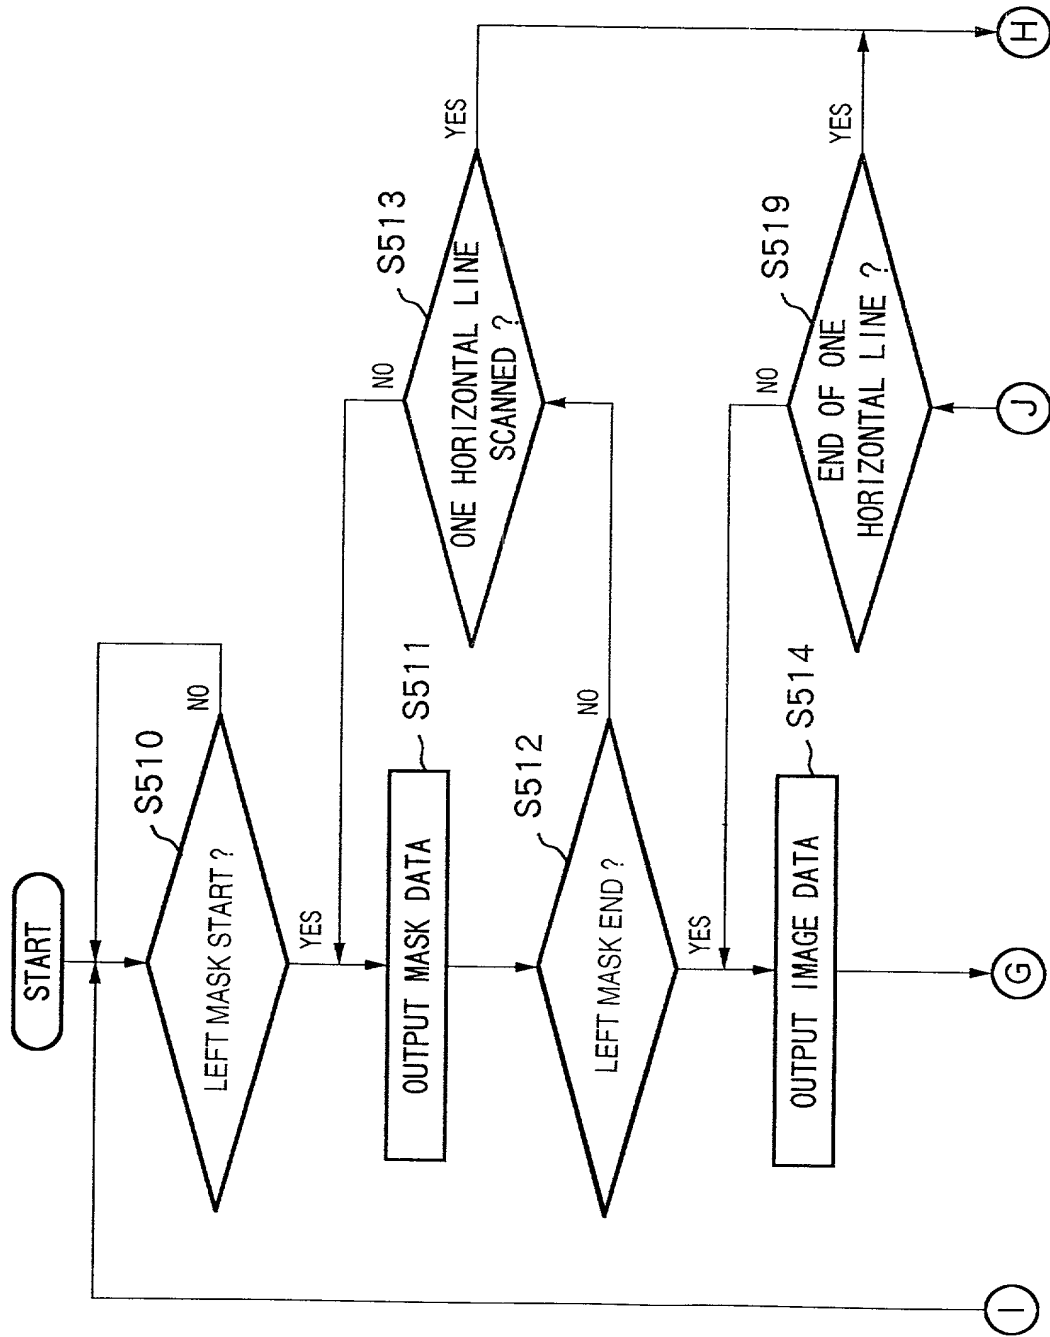 START
LEFT MASK START ?
S510
NO
YES
OUTPUT MASK DATA
S511
LEFT MASK END ?
S512
NO
YES
ONE HORIZONTAL LINE
SCANNED ?
S513
NO
YES
OUTPUT IMAGE DATA
S514
END OF ONE
HORIZONTAL LINE ?
S519
NO
YES
I
G
J
H